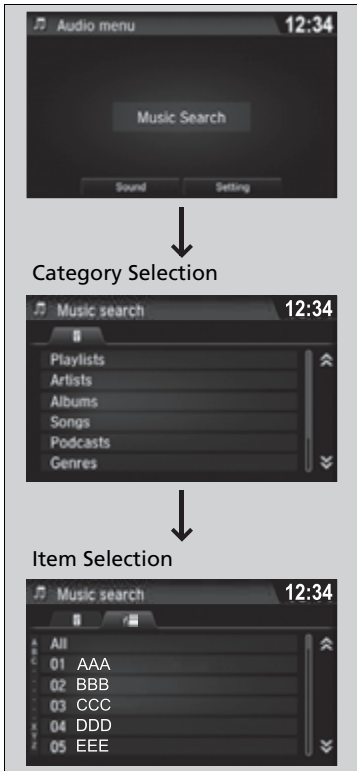 Audio menu 12:34
Music Search
Sound Setting
Category Selection
Music search 12:34
Playlists
Artists
Albums
Songs
Podcasts
Genres
Item Selection
Music search 12:34
All
01 AAA
02 BBB
03 CCC
04 DDD
05 EEE
A
B
C
X
Y
Z